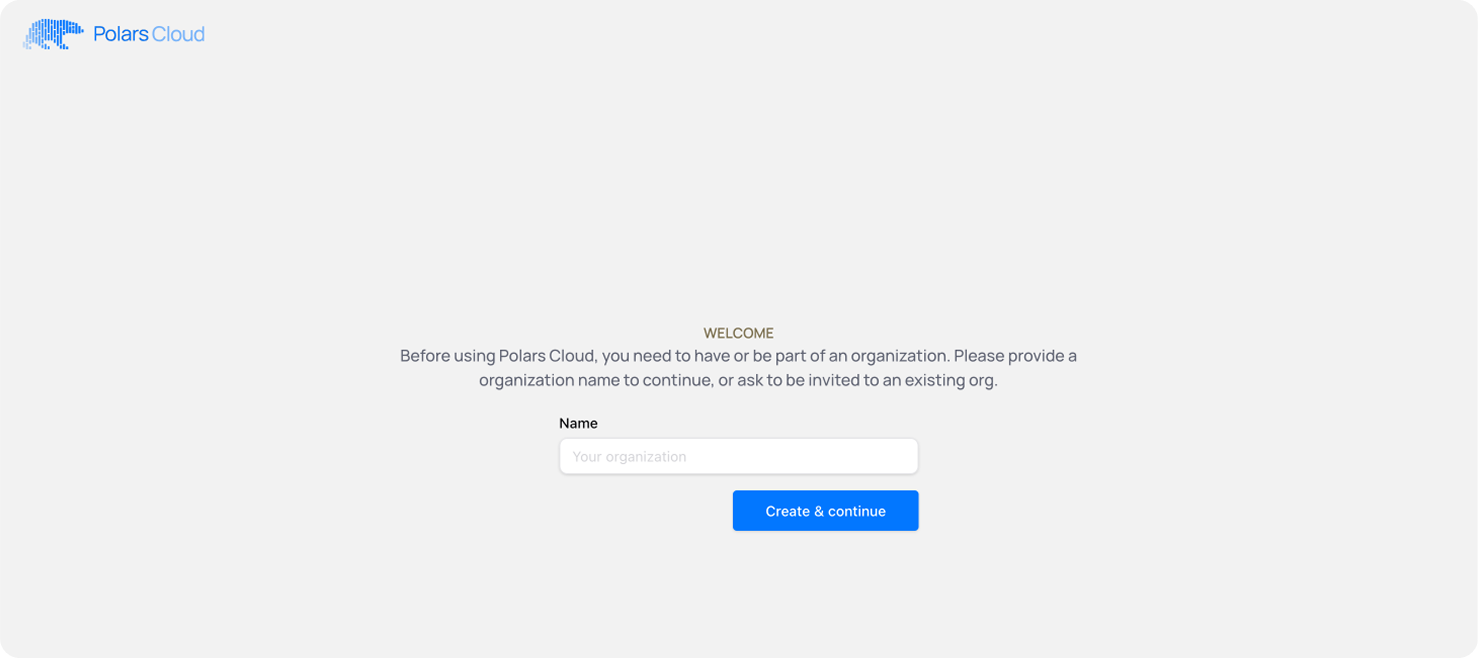 Polars Cloud
WELCOME
Before using Polars Cloud, you need to have or be part of an organization. Please provide a
organization name to continue, or ask to be invited to an existing org.
Name
Your organization
Create & continue